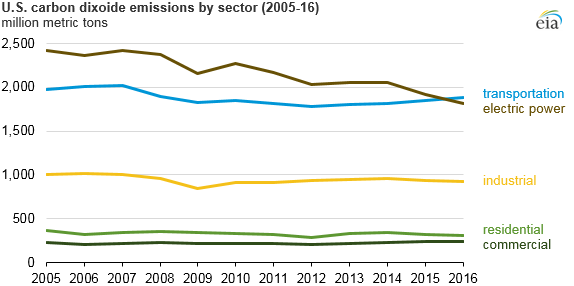 U.S. carbon dixoide emissions by sector (2005-16)
million metric tons
eia
2,500
2,000
1,500
1,000
500
0
transportation
electric power
industrial
residential
commercial
2005 2006 2007 2008 2009 2010 2011 2012 2013 2014 2015 2016